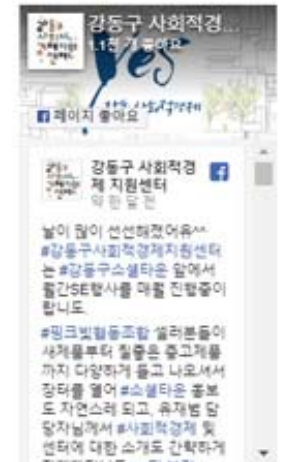 강동구 사회적경...
1.1천 개 좋아요
yes
페이지 좋아요
강동구 사회적경
제 지원센터
약 한 달 전
날이 많이 선선해졌어유^^
#강동구사회적경제지원센터
는 #강동구소셜타운 앞에서
월간SE행사를 매월 진행중이
랍니다.
#핑크빛협동조합 셀러분들이
새제품부터 질좋은 중고제품
까지 다양하게 들고 나오셔서
장터를 열어 #소셜타운 홍보
도 자연스레 되고, 유재범 담
당자님께서 #사회적경제 및
센터에 대한 소개도 간략하게